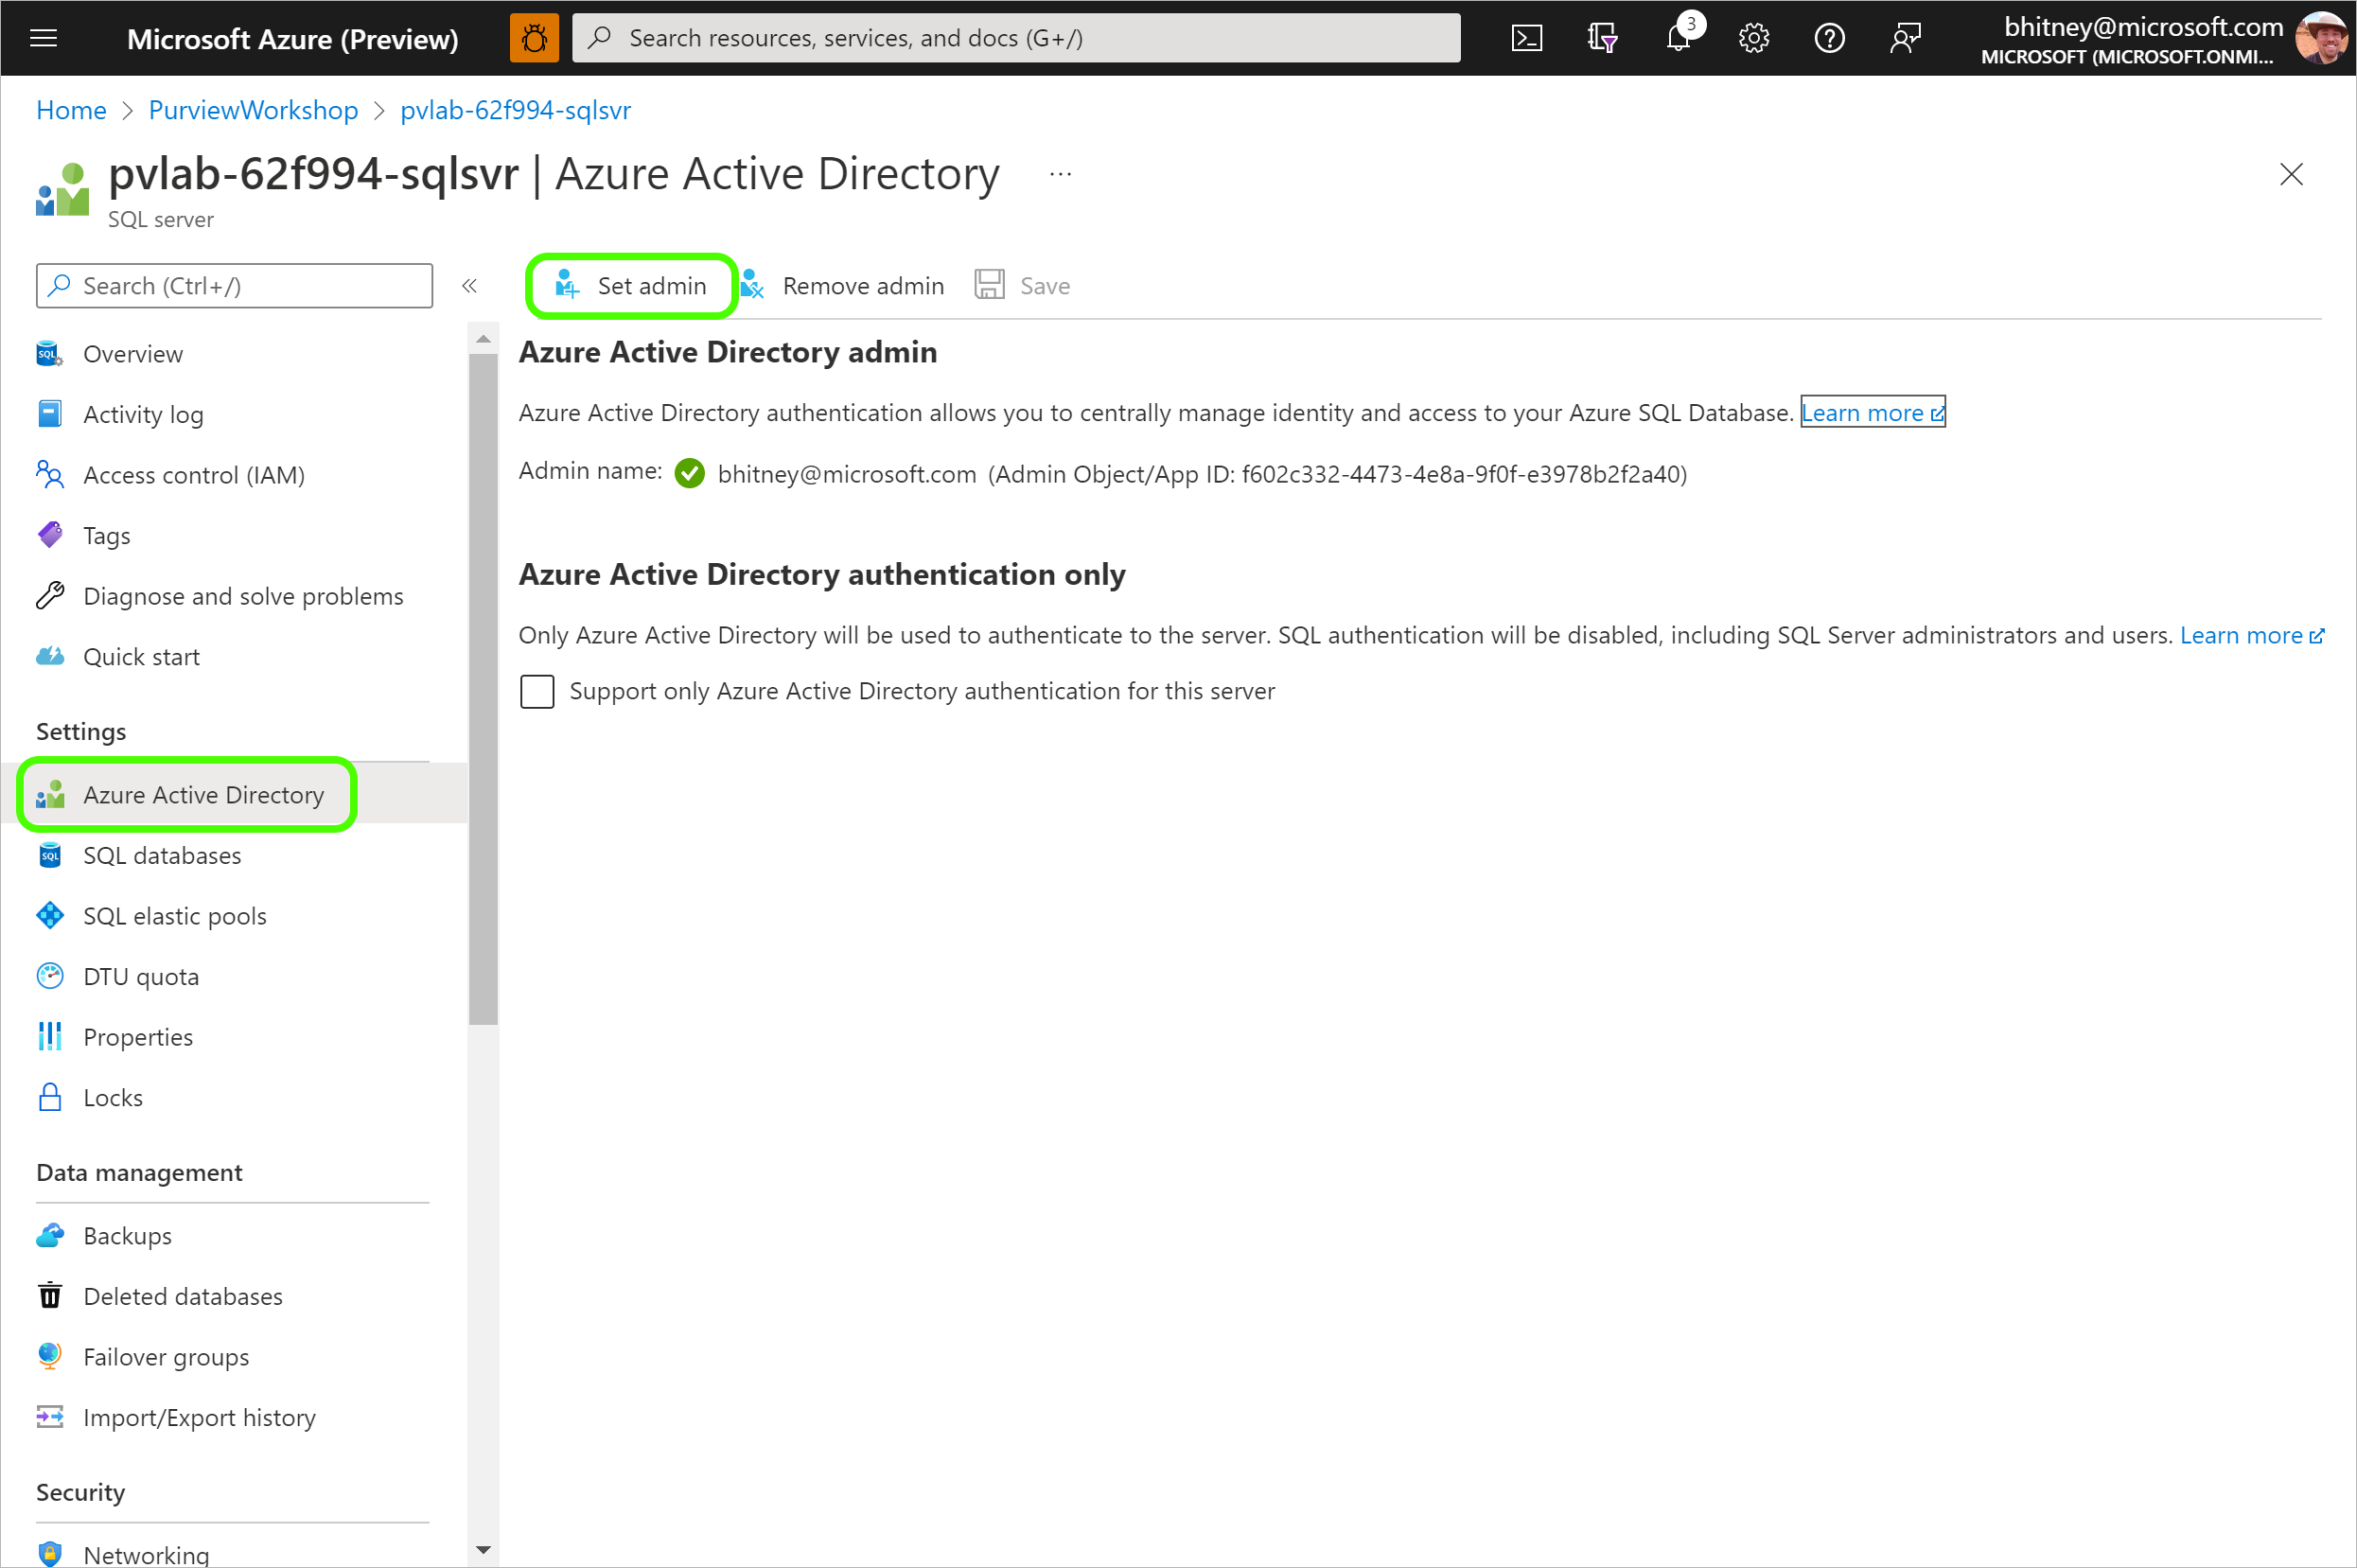 Microsoft Azure (Preview)
Search resources, services, and docs (G+/)
3
bhitney@microsoft.com
MICROSOFT (MICROSOFT.ONMI...
Home > PurviewWorkshop > pvlab-62f994-sqlsvr
pvlab-62f994-sqlsvr | Azure Active Directory ...
SQL server
Search (Ctrl+/)
«
Set admin
Remove admin
Save
Overview
Activity log
Access control (IAM)
Tags
Diagnose and solve problems
Quick start
Settings
Azure Active Directory
SQL databases
SQL elastic pools
DTU quota
Properties
Locks
Data management
Backups
Deleted databases
Failover groups
Import/Export history
Security
Networking
Azure Active Directory admin
Azure Active Directory authentication allows you to centrally manage identity and access to your Azure SQL Database. Learn more
Admin name: bhitney@microsoft.com (Admin Object/App ID: f602c332-4473-4e8a-9f0f-e3978b2f2a40)
Azure Active Directory authentication only
Only Azure Active Directory will be used to authenticate to the server. SQL authentication will be disabled, including SQL Server administrators and users. Learn more
Support only Azure Active Directory authentication for this server